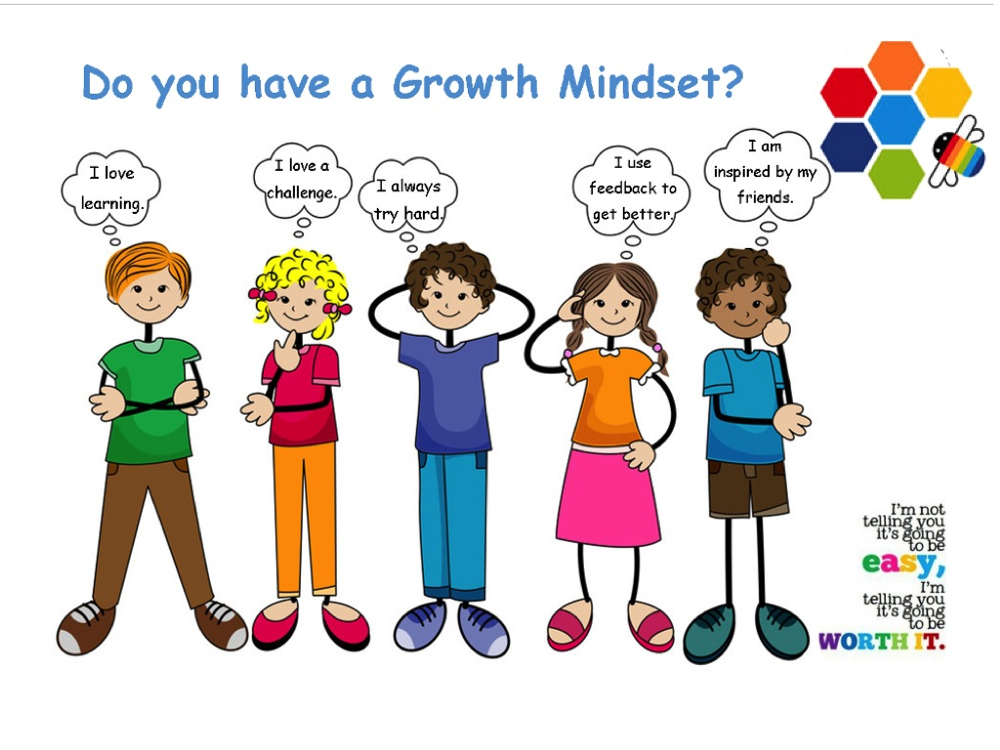 Do you have a Growth Mindset?
I love
learning.
I love a
challenge.
I always
try hard.
I use
feedback to
get better.
I am
inspired by my
friends.
I'm not
telling you
it's going
to be
easy,
I'm
telling you
it's going
to be
WORTH IT.